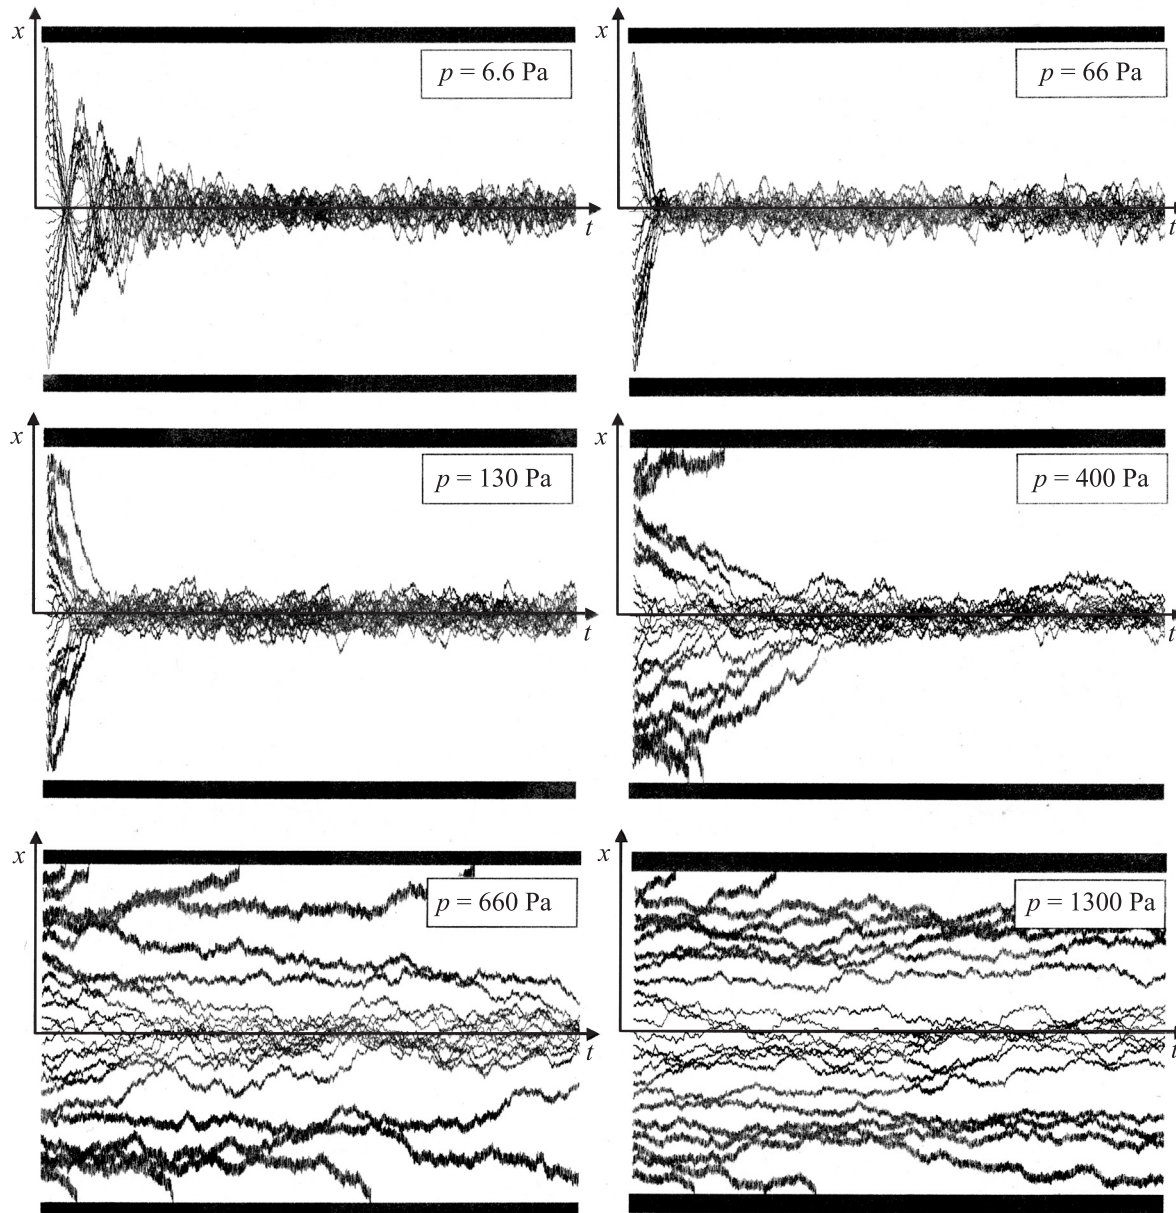 x
p = 6.6 Pa
t
x
p = 66 Pa
t
x
p = 130 Pa
t
x
p = 400 Pa
t
x
p = 660 Pa
t
x
p = 1300 Pa
t